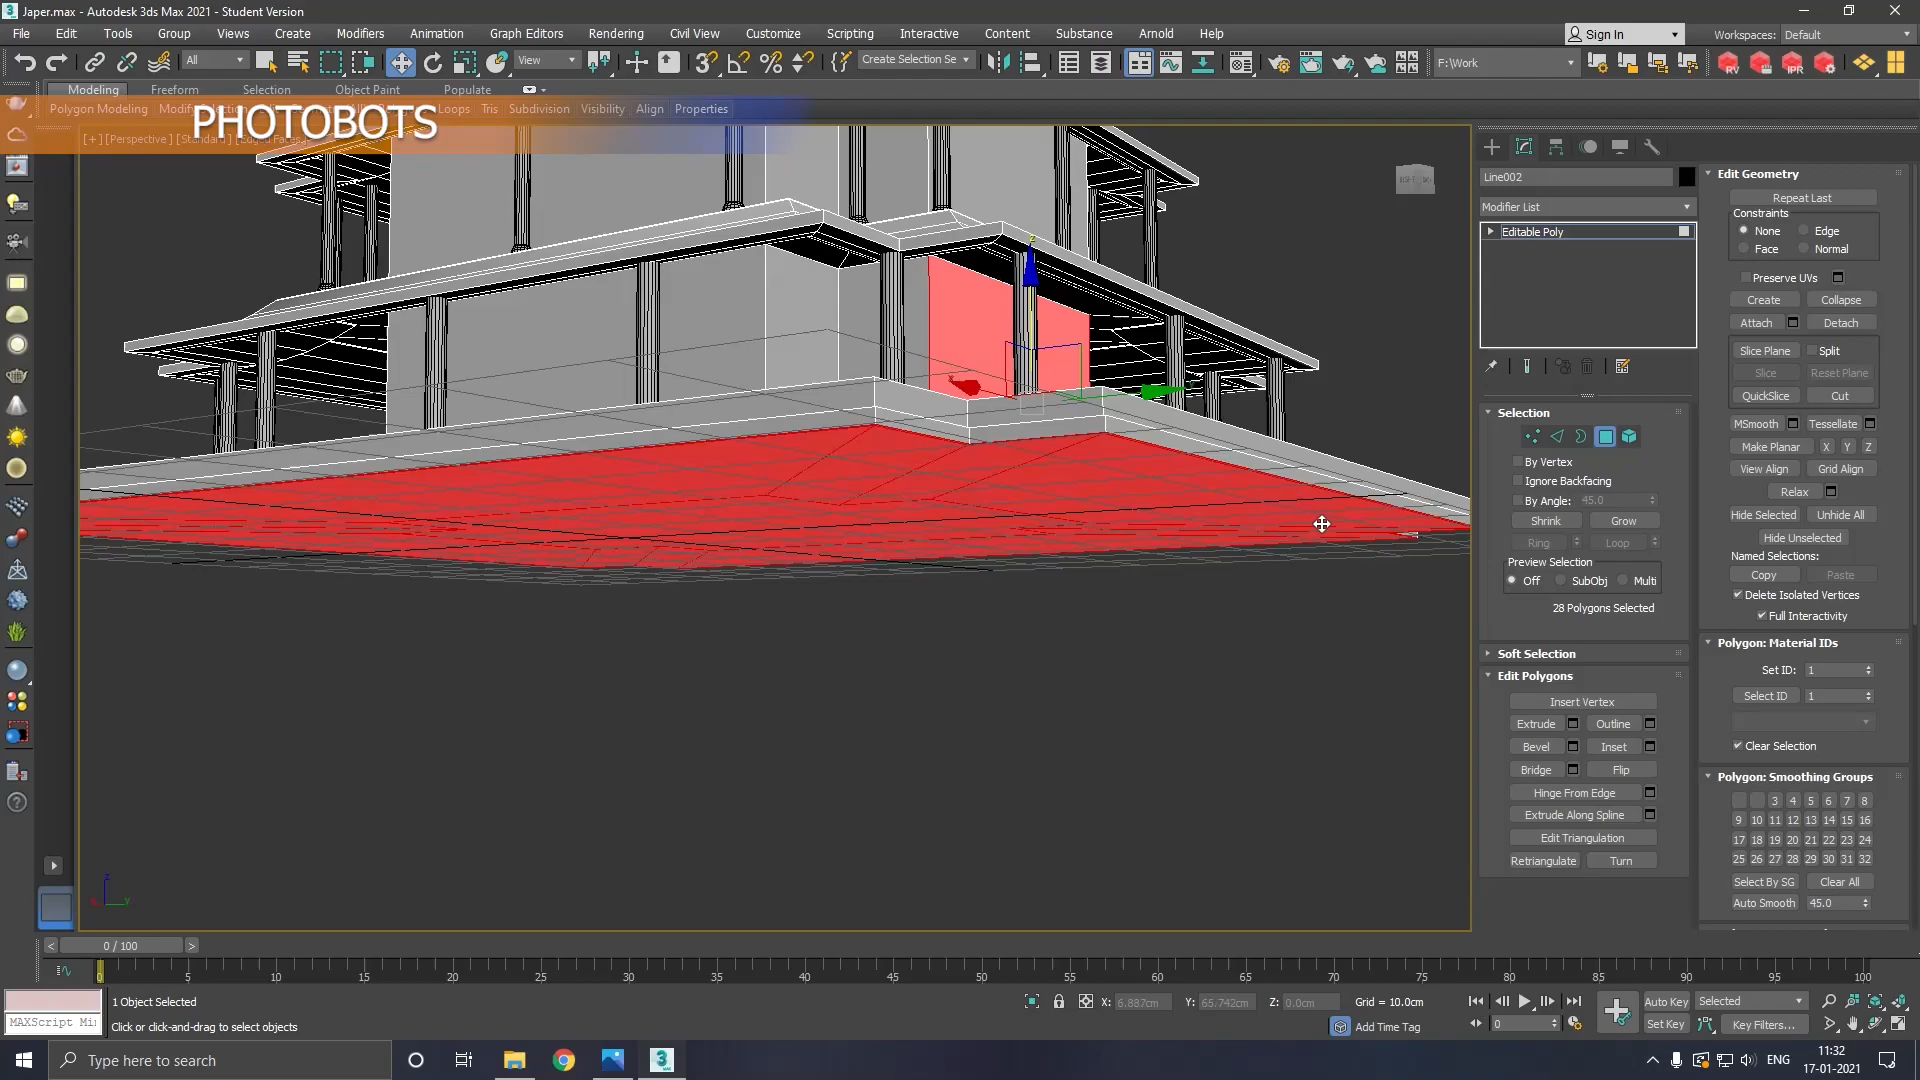 Japer.max - Autodesk 3ds Max 2021 - Student Version
File Edit Tools Group Views Create Modifiers Animation Graph Editors Rendering Civil View Customize Scripting Interactive Content Substance Arnold Help
Sign In
Workspaces: Default
All
View
Create Selection Se
F:\Work
Modeling Freeform Selection Object Paint Populate
Polygon Modeling Loops Tris Subdivision Visibility Align Properties
PHOTOBOTS
[+] [Perspective] [Standard] [Edged Faces]
Line002
Modifier List
Editable Poly
Selection
By Vertex
Ignore Backfacing
By Angle: 45.0
Shrink Grow
Ring Loop
Preview Selection
Off SubObj Multi
28 Polygons Selected
Soft Selection
Edit Polygons
Insert Vertex
Extrude Outline
Bevel Inset
Bridge Flip
Hinge From Edge
Extrude Along Spline
Edit Triangulation
Retriangulate Turn
Edit Geometry
Repeat Last
Constraints
None Edge
Face Normal
Preserve UVs
Create Collapse
Attach Detach
Slice Plane Split
Slice Reset Plane
QuickSlice Cut
MSmooth Tessellate
Make Planar X Y Z
View Align Grid Align
Relax
Hide Selected Unhide All
Hide Unselected
Named Selections:
Copy Paste
Delete Isolated Vertices
Full Interactivity
Polygon: Material IDs
Set ID: 1
Select ID 1
Clear Selection
Polygon: Smoothing Groups
3 4 5 6 7 8
9 10 11 12 13 14 15 16
17 18 19 20 21 22 23 24
25 26 27 28 29 30 31 32
Select By SG Clear All
Auto Smooth 45.0
z
y
< 0 / 100 >
0 5 10 15 20 25 30 35 40 45 50 55 60 65 70 75 80 85 90 95 100
1 Object Selected
X: 6.887cm Y: 65.742cm Z: 0.0cm Grid = 10.0cm
Auto Key Selected
MAXScript Mi
Click or click-and-drag to select objects
Add Time Tag
0
Set Key Key Filters...
Type here to search
ENG
11:32
17-01-2021